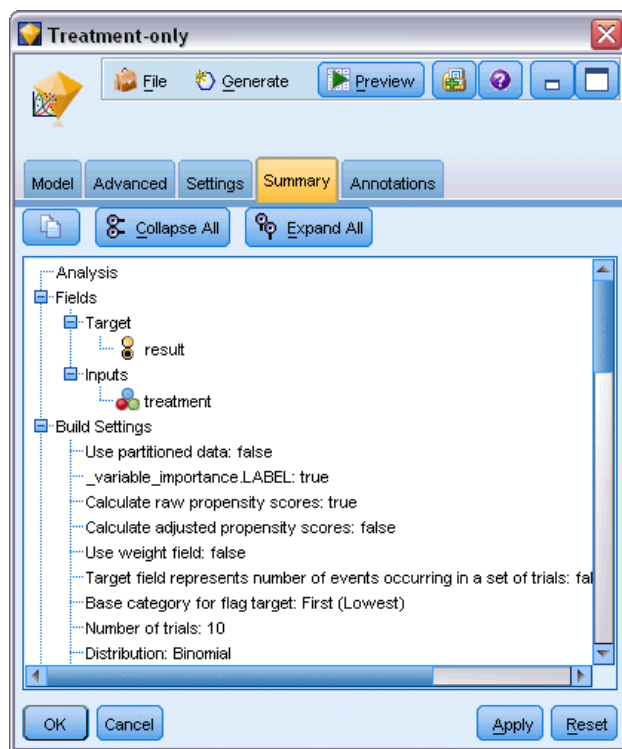 Treatment-only
File Generate Preview
Model Advanced Settings Summary Annotations
Collapse All Expand All
Analysis
Fields
Target
result
Inputs
treatment
Build Settings
Use partitioned data: false
_variable_importance.LABEL: true
Calculate raw propensity scores: true
Calculate adjusted propensity scores: false
Use weight field: false
Target field represents number of events occurring in a set of trials: fal
Base category for flag target: First (Lowest)
Number of trials: 10
Distribution: Binomial
OK Cancel Apply Reset